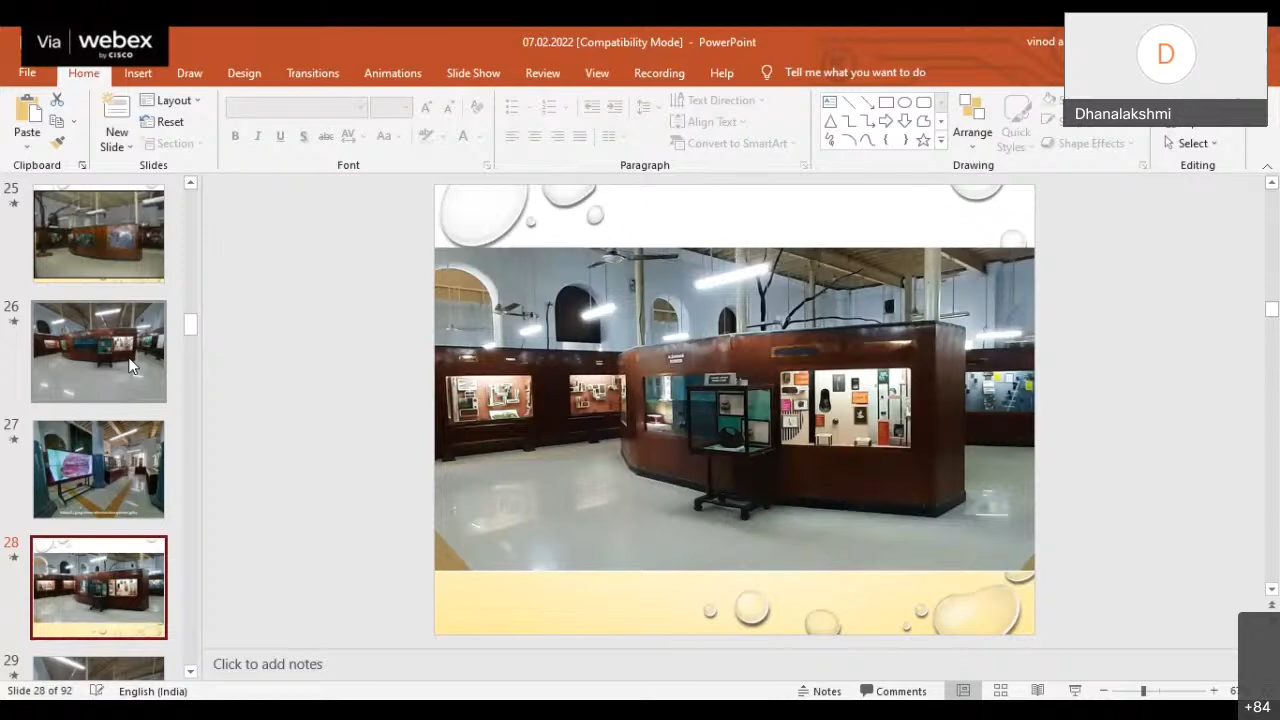 Via webex
by CISCO
07.02.2022 [Compatibility Mode] - PowerPoint
vinod a
D
Dhanalakshmi
File Home Insert Draw Design Transitions Animations Slide Show Review View Recording Help Tell me what you want to do
Paste
Clipboard
New
Slide
Layout
Reset
Section
Slides
B I U S abc AV Aa A
Font
Text Direction
Align Text
Convert to SmartArt
Paragraph
Arrange
Quick
Styles
Shape Effects
Drawing
Select
Editing
25
26
27
28
29
Click to add notes
Slide 28 of 92 English (India)
Notes Comments
+84